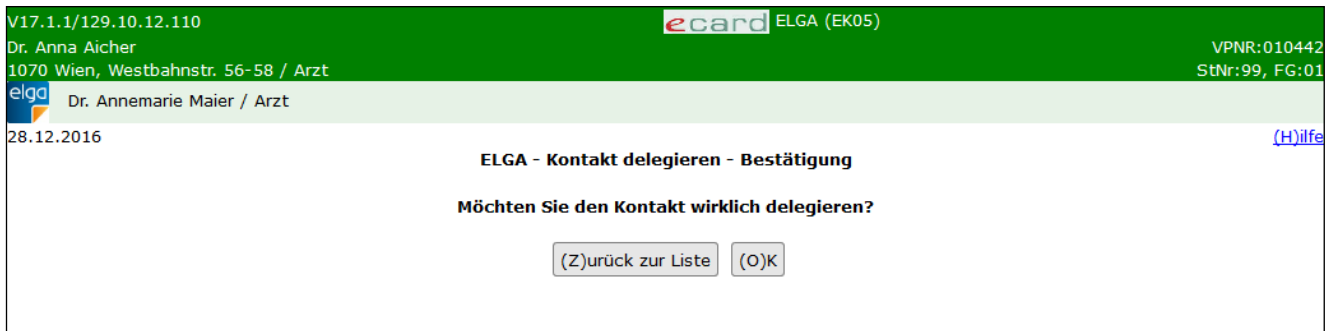 V17.1.1/129.10.12.110 ecard ELGA (EK05)
Dr. Anna Aicher VPNR:010442
1070 Wien, Westbahnstr. 56-58 / Arzt StNr:99, FG:01
elga Dr. Annemarie Maier / Arzt
28.12.2016 (H)ilfe
ELGA - Kontakt delegieren - Bestätigung
Möchten Sie den Kontakt wirklich delegieren?
(Z)urück zur Liste (O)K